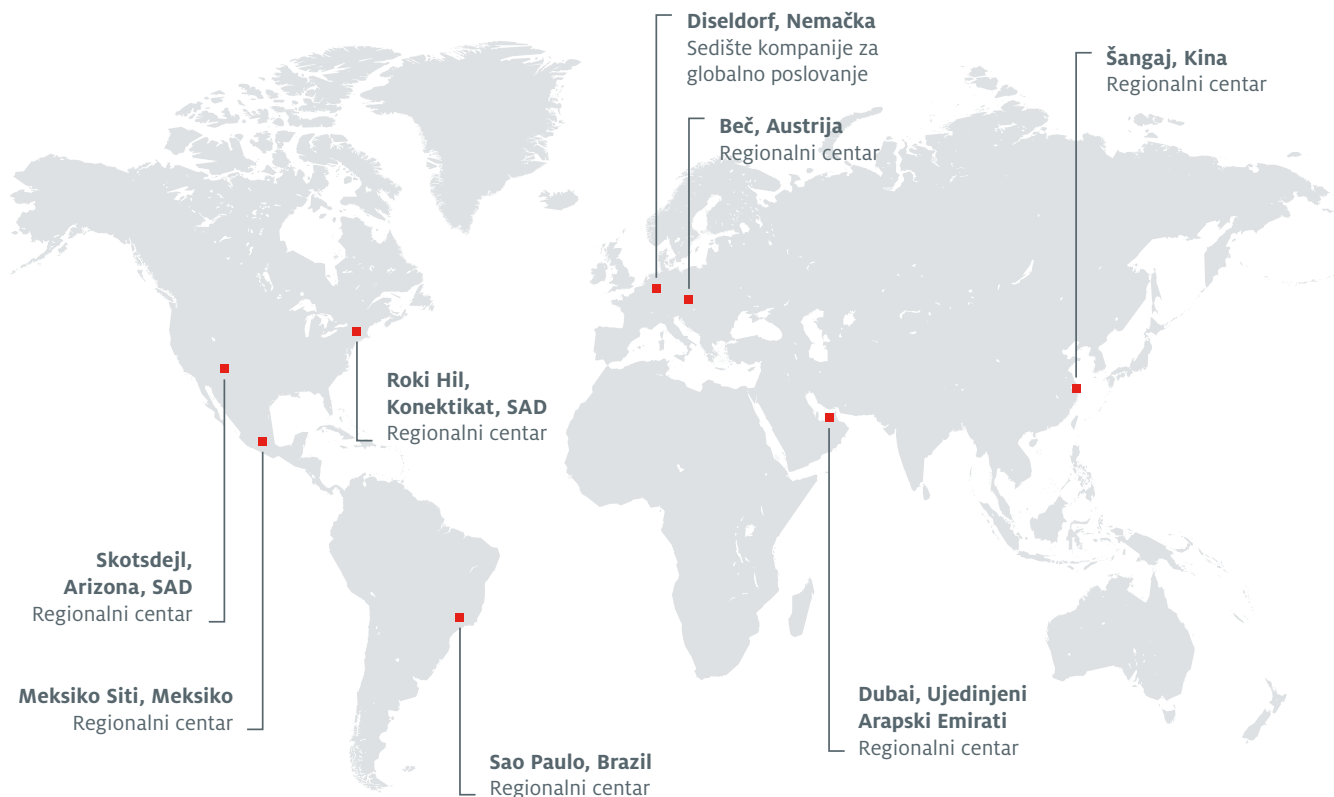 Diseldorf, Nemačka
Sedište kompanije za
globalno poslovanje
Šangaj, Kina
Regionalni centar
Beč, Austrija
Regionalni centar
Roki Hil,
Konektikat, SAD
Regionalni centar
Skotsdejl,
Arizona, SAD
Regionalni centar
Meksiko Siti, Meksiko
Regionalni centar
Dubai, Ujedinjeni
Arapski Emirati
Regionalni centar
Sao Paulo, Brazil
Regionalni centar